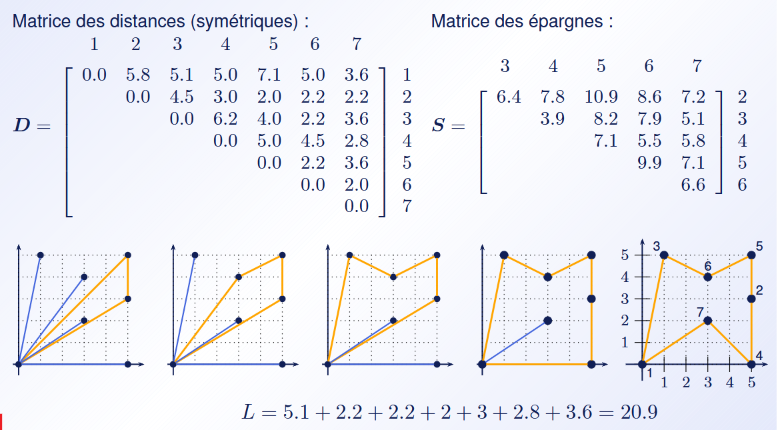 Matrice des distances (symétriques) :
1 2 3 4 5 6 7
D =
0.0 5.8 5.1 5.0 7.1 5.0 3.6 1
0.0 4.5 3.0 2.0 2.2 2.2 2
0.0 6.2 4.0 2.2 3.6 3
0.0 5.0 4.5 2.8 4
0.0 2.2 3.6 5
0.0 2.0 6
0.0 7
Matrice des épargnes :
3 4 5 6 7
S =
6.4 7.8 10.9 8.6 7.2 2
3.9 8.2 7.9 5.1 3
7.1 5.5 5.8 4
9.9 7.1 5
6.6 6
5
4
3
2
1
3
5
6
2
7
4
1
1 2 3 4 5
L = 5.1 + 2.2 + 2.2 + 2 + 3 + 2.8 + 3.6 = 20.9